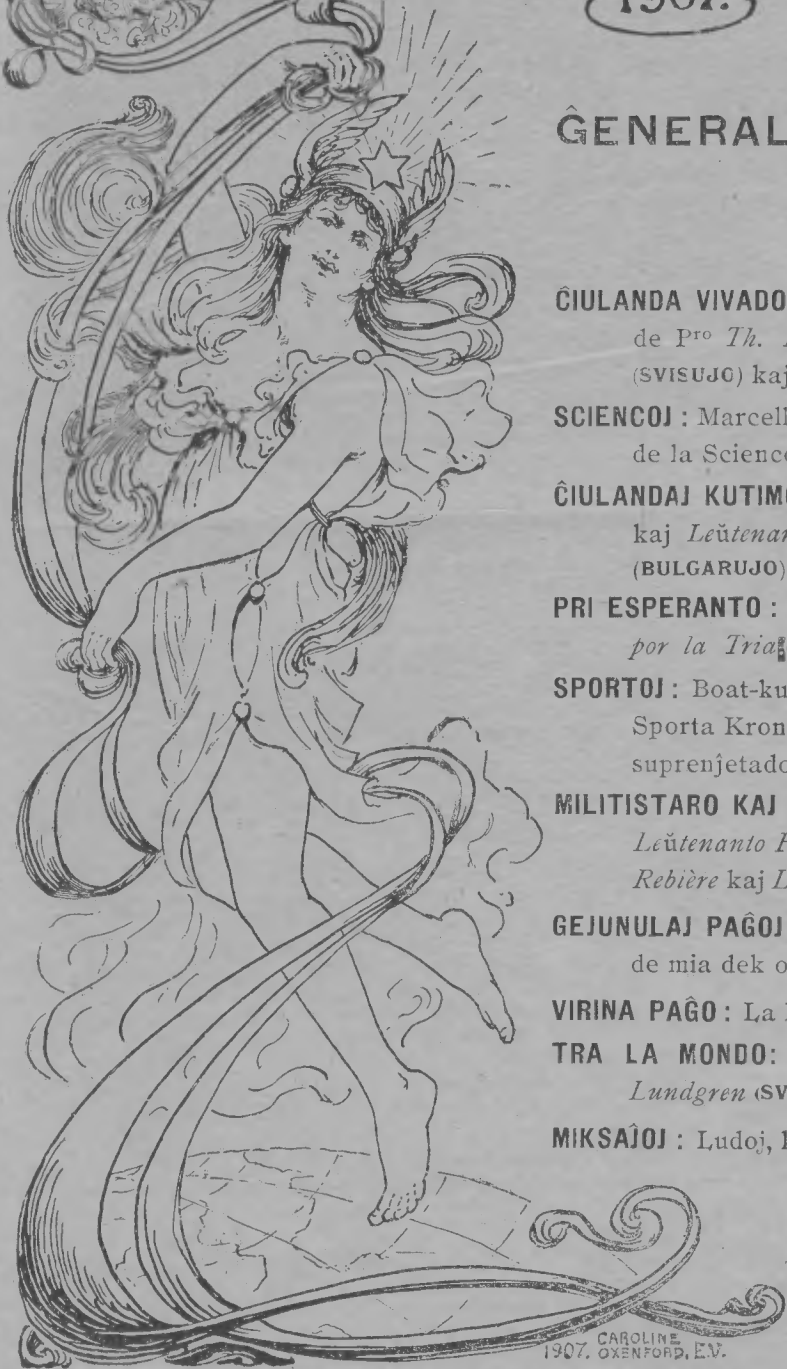 1907.
ĜENERAL
ĈIULANDA VIVADO
de Pro Th.
(SVISUJO) kaj
SCIENCOJ : Marcell
de la Scienc
ĈIULANDAJ KUTIM
kaj Leŭtenan
(BULGARUJO)
PRI ESPERANTO :
por la Tria
SPORTOJ : Boat-ku
Sporta Kron
suprenĵetado
MILITISTARO KAJ
Leŭtenanto
Rebière kaj
GEJUNULAJ PAĜOJ
de mia dek o
VIRINA PAĜO : La
TRA LA MONDO:
Lundgren (SV
MIKSAĴOJ : Ludoj,
CAROLINE
1907. OXENFORD, E.V.